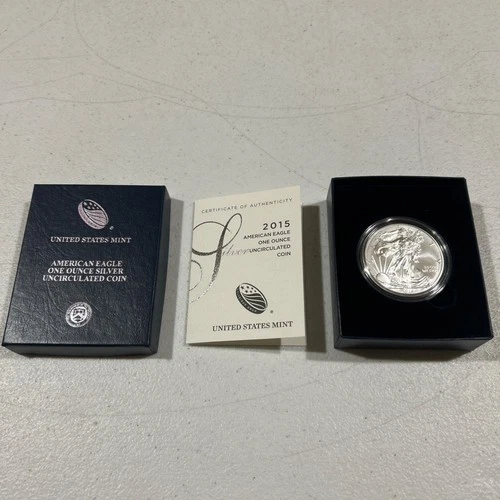 UNITED STATES MINT
AMERICAN EAGLE
ONE OUNCE SILVER
UNCIRCULATED COIN
CERTIFICATE OF AUTHENTICITY
Silver
2015
AMERICAN EAGLE
ONE OUNCE
UNCIRCULATED
COIN
UNITED STATES MINT